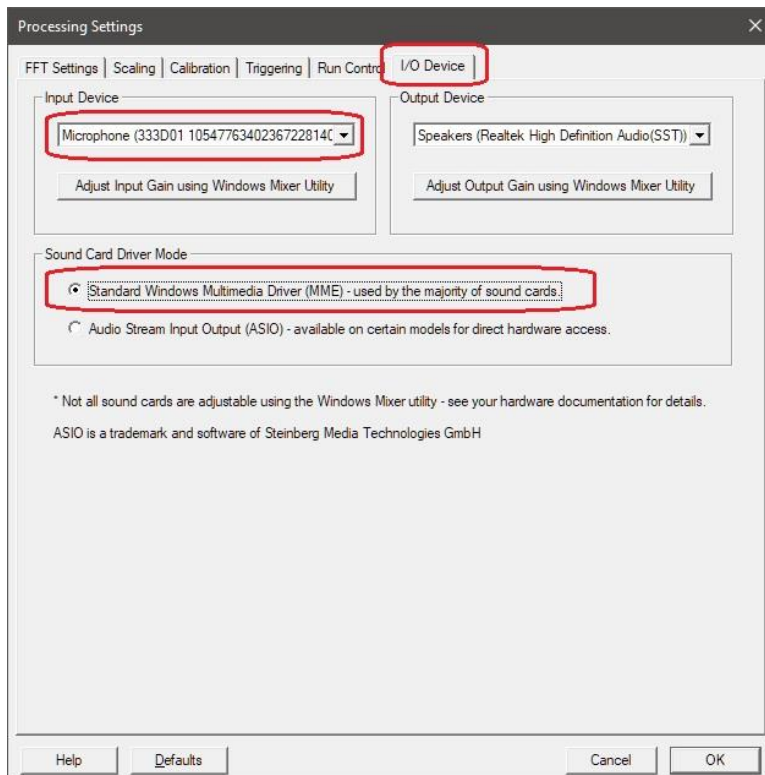 Processing Settings
FFT Settings
Scaling
Calibration
Triggering
Run Control
I/O Device
Input Device
Output Device
Microphone (333D01 10547763402367228140
Speakers (Realtek High Definition Audio(SST))
Adjust Input Gain using Windows Mixer Utility
Adjust Output Gain using Windows Mixer Utility
Sound Card Driver Mode
Standard Windows Multimedia Driver (MME) - used by the majority of sound cards.
Audio Stream Input Output (ASIO) - available on certain models for direct hardware access.
* Not all sound cards are adjustable using the Windows Mixer utility - see your hardware documentation for details.
ASIO is a trademark and software of Steinberg Media Technologies GmbH
Help
Defaults
Cancel
OK